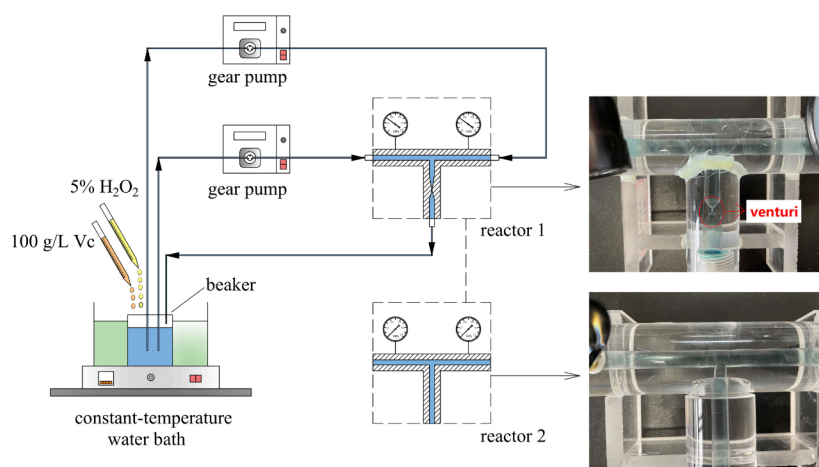 gear pump
gear pump
5% H₂O₂
100 g/L Vc
beaker
reactor 1
venturi
constant-temperature
water bath
reactor 2